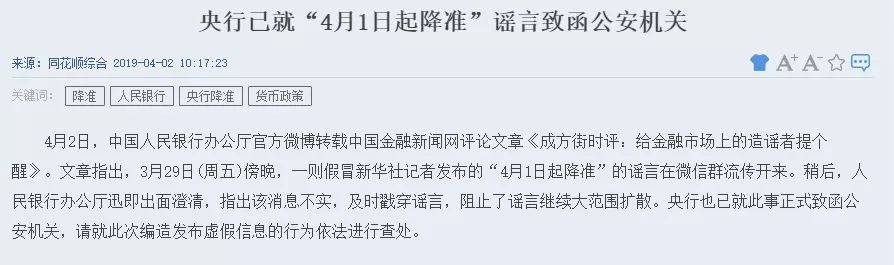 央行已就“4月1日起降准”谣言致函公安机关
来源：同花顺综合 2019-04-02 10:17:23
A+ A-
关键词： 降准 人民银行 央行降准 货币政策
4月2日，中国人民银行办公厅官方微博转载中国金融新闻网评论文章《成方街时评：给金融市场上的造谣者提个
醒》。文章指出，3月29日(周五)傍晚，一则假冒新华社记者发布的“4月1日起降准”的谣言在微信群流传开来。稍后，人
民银行办公厅迅即出面澄清，指出该消息不实，及时戳穿谣言，阻止了谣言继续大范围扩散。央行也已就此事正式致函公
安机关，请就此次编造发布虚假信息的行为依法进行查处。